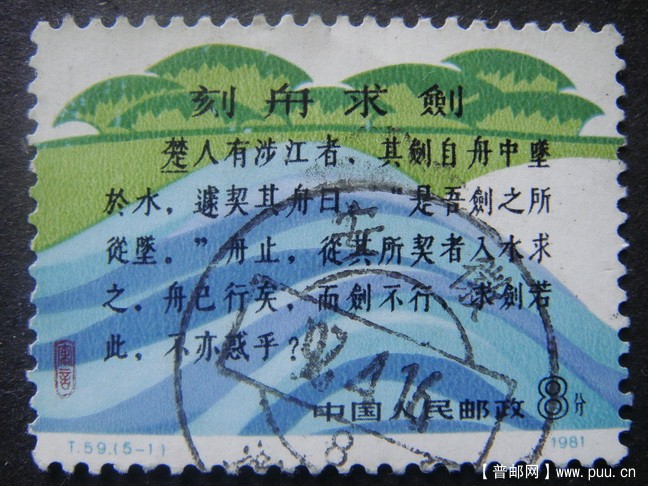 刻舟求劍
楚人有涉江者，其劍自舟中墜
於水，遽契其舟曰，“是吾劍之所
從墜。”舟止，從其所契者入水求
之。舟已行矣，而劍不行 求劍若
此，不亦惑乎？
寓言
中国人民邮政 8分
T.59.(5-1) 1981
8
【普邮网】www.puu.cn